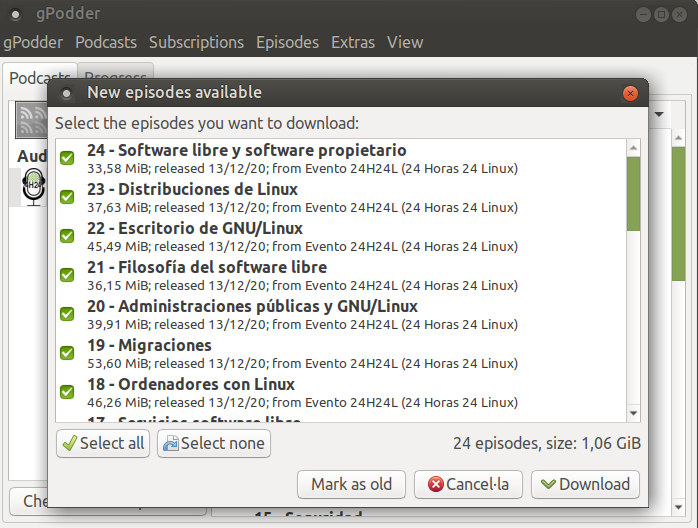 gPodder
gPodder Podcasts Subscriptions Episodes Extras View
Podcasts Progress
New episodes available
Select the episodes you want to download:
24 - Software libre y software propietario
33,58 MiB; released 13/12/20; from Evento 24H24L (24 Horas 24 Linux)
23 - Distribuciones de Linux
37,63 MiB; released 13/12/20; from Evento 24H24L (24 Horas 24 Linux)
22 - Escritorio de GNU/Linux
45,49 MiB; released 13/12/20; from Evento 24H24L (24 Horas 24 Linux)
21 - Filosofía del software libre
36,15 MiB; released 13/12/20; from Evento 24H24L (24 Horas 24 Linux)
20 - Administraciones públicas y GNU/Linux
39,91 MiB; released 13/12/20; from Evento 24H24L (24 Horas 24 Linux)
19 - Migraciones
53,60 MiB; released 13/12/20; from Evento 24H24L (24 Horas 24 Linux)
18 - Ordenadores con Linux
46,26 MiB; released 13/12/20; from Evento 24H24L (24 Horas 24 Linux)
17 - Servicios software libre
Select all Select none 24 episodes, size: 1,06 GiB
Mark as old Cancel·la Download
Aud
Che
15 - Seguridad